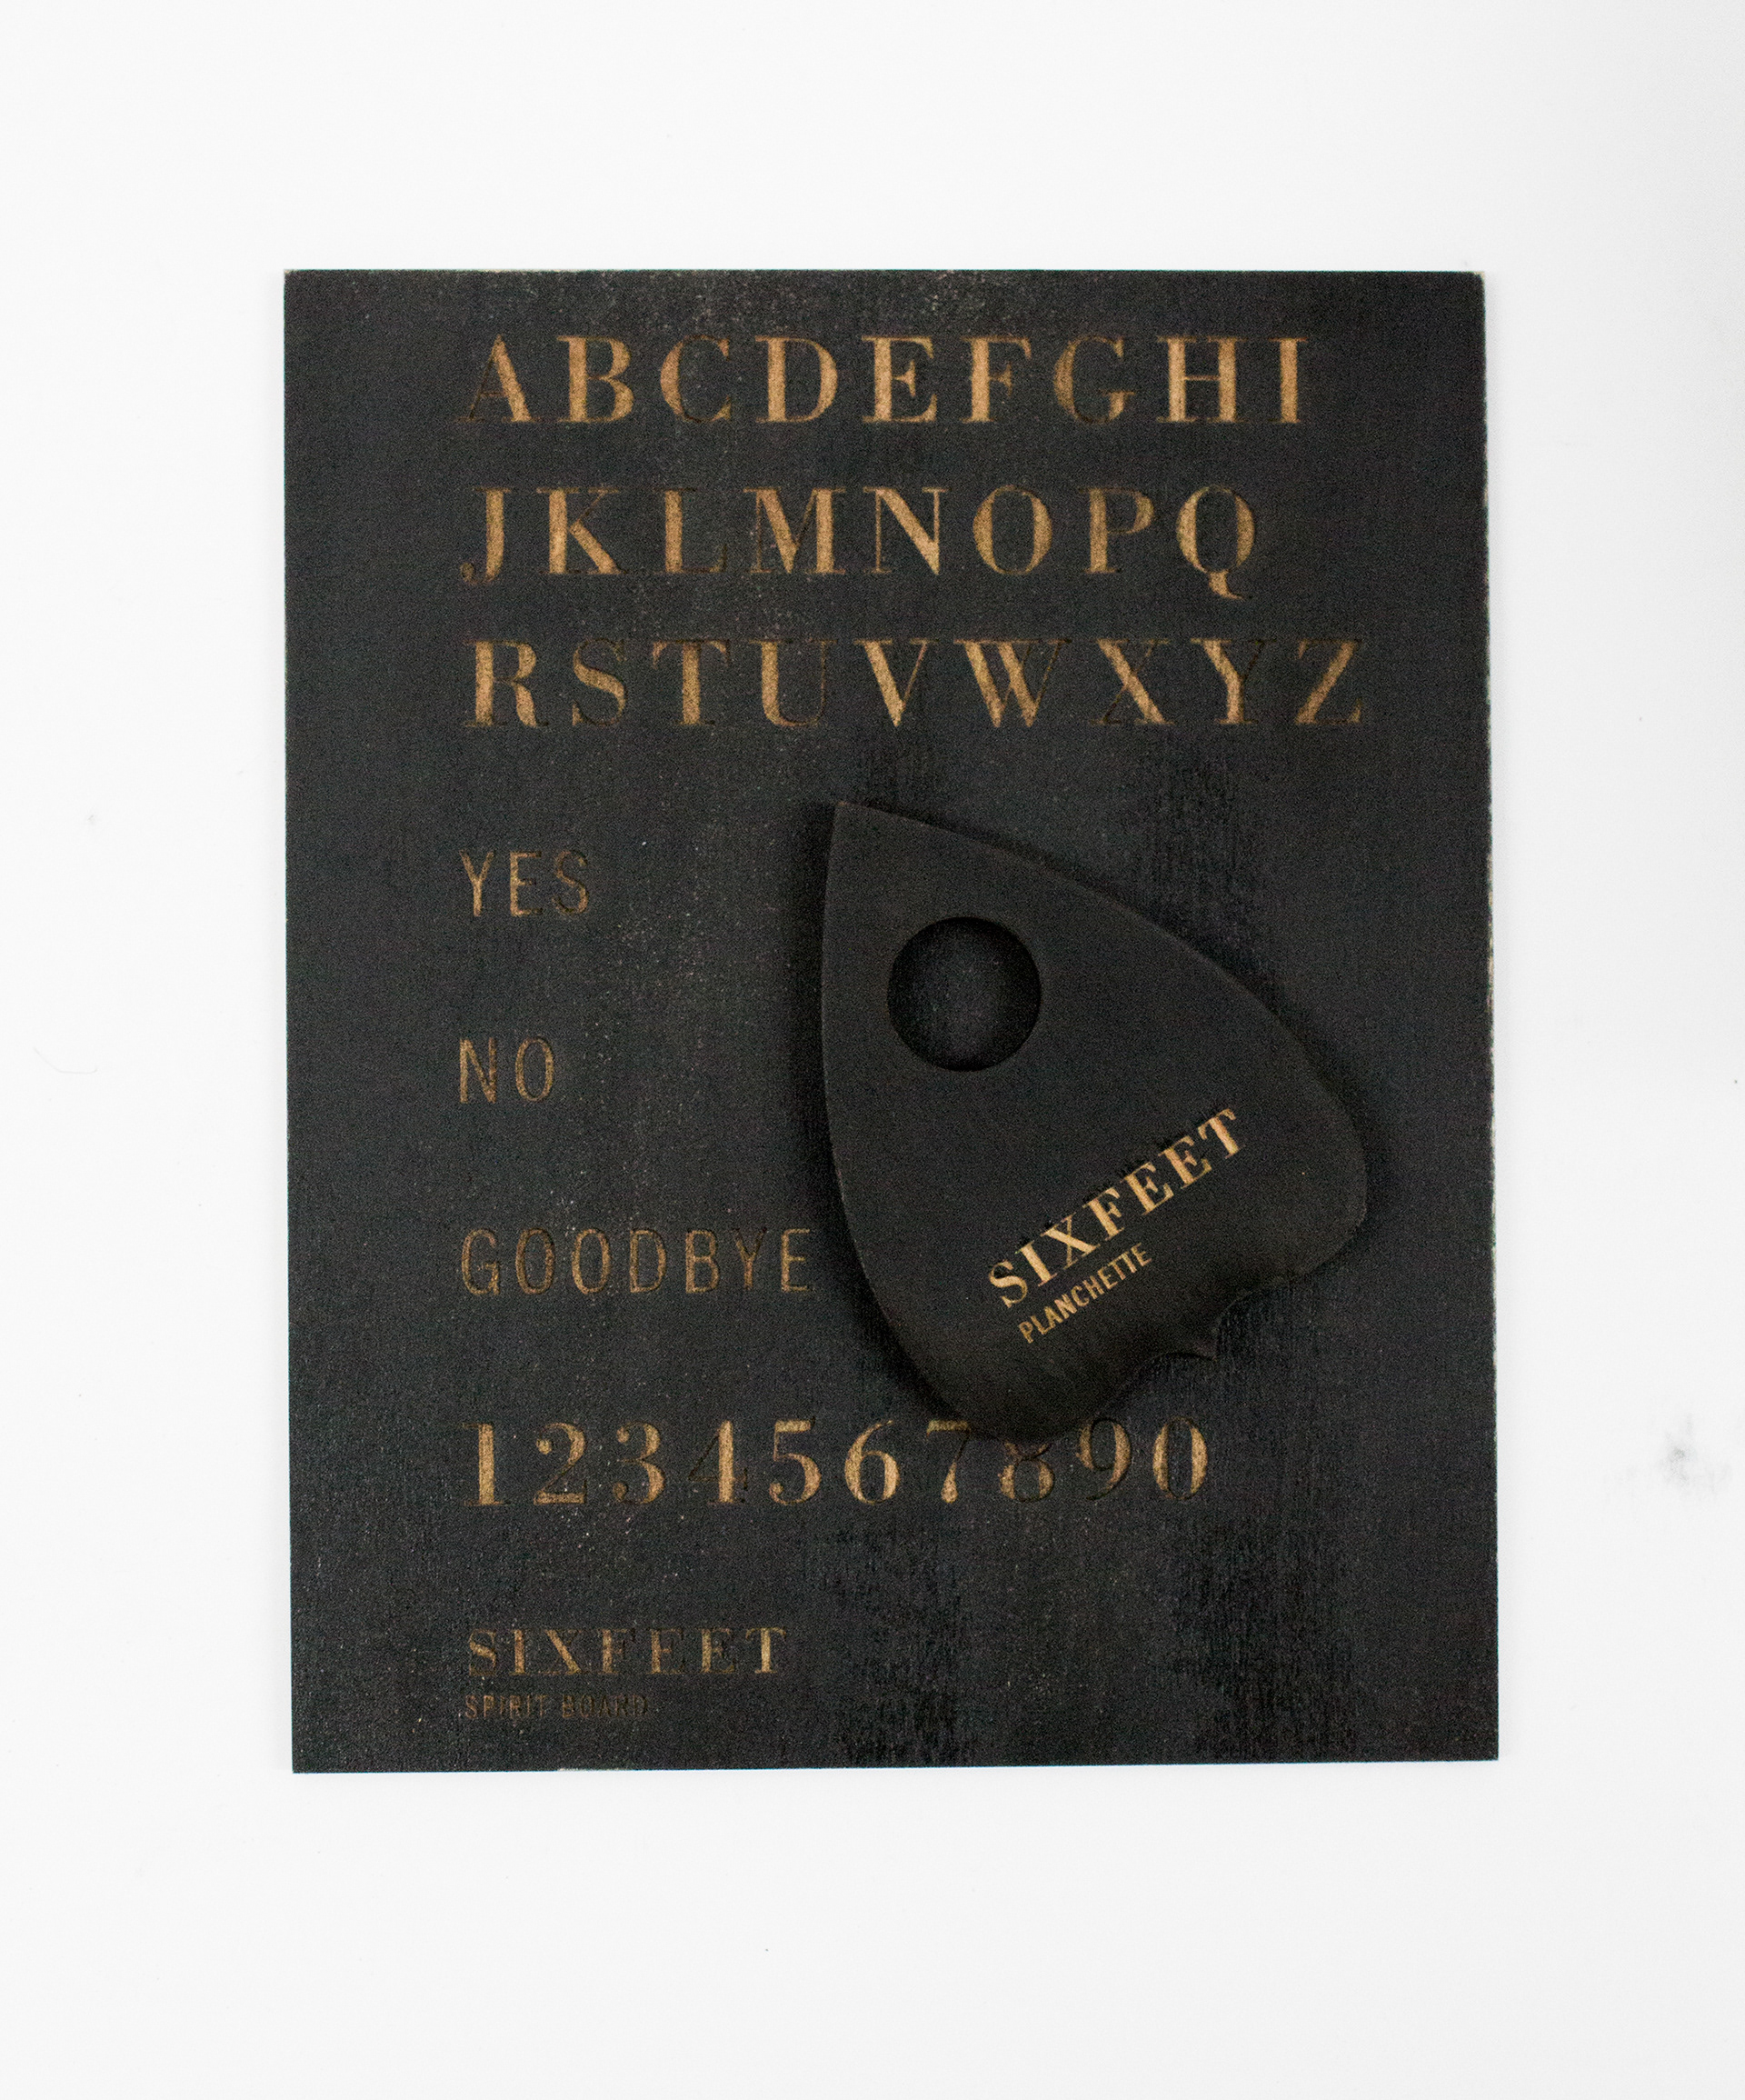 ABCDEFGHI
JKLMNOPQ
RSTUVWXYZ
YES
NO
GOODBYE
SIXFEET
PLANCHETTE
1234567890
SIXFEET
SPIRIT BOARD